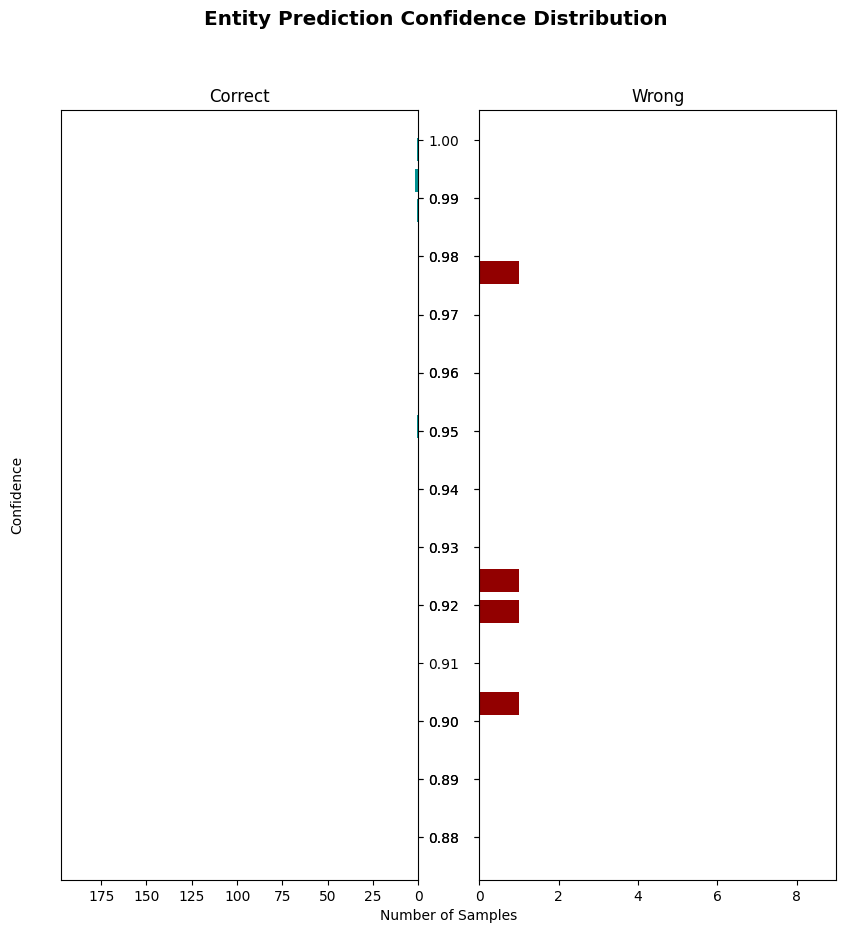 Entity Prediction Confidence Distribution
Correct
Wrong
Confidence
1.00
0.99
0.98
0.97
0.96
0.95
0.94
0.93
0.92
0.91
0.90
0.89
0.88
175 150 125 100 75 50 25 0
0 2 4 6 8
Number of Samples